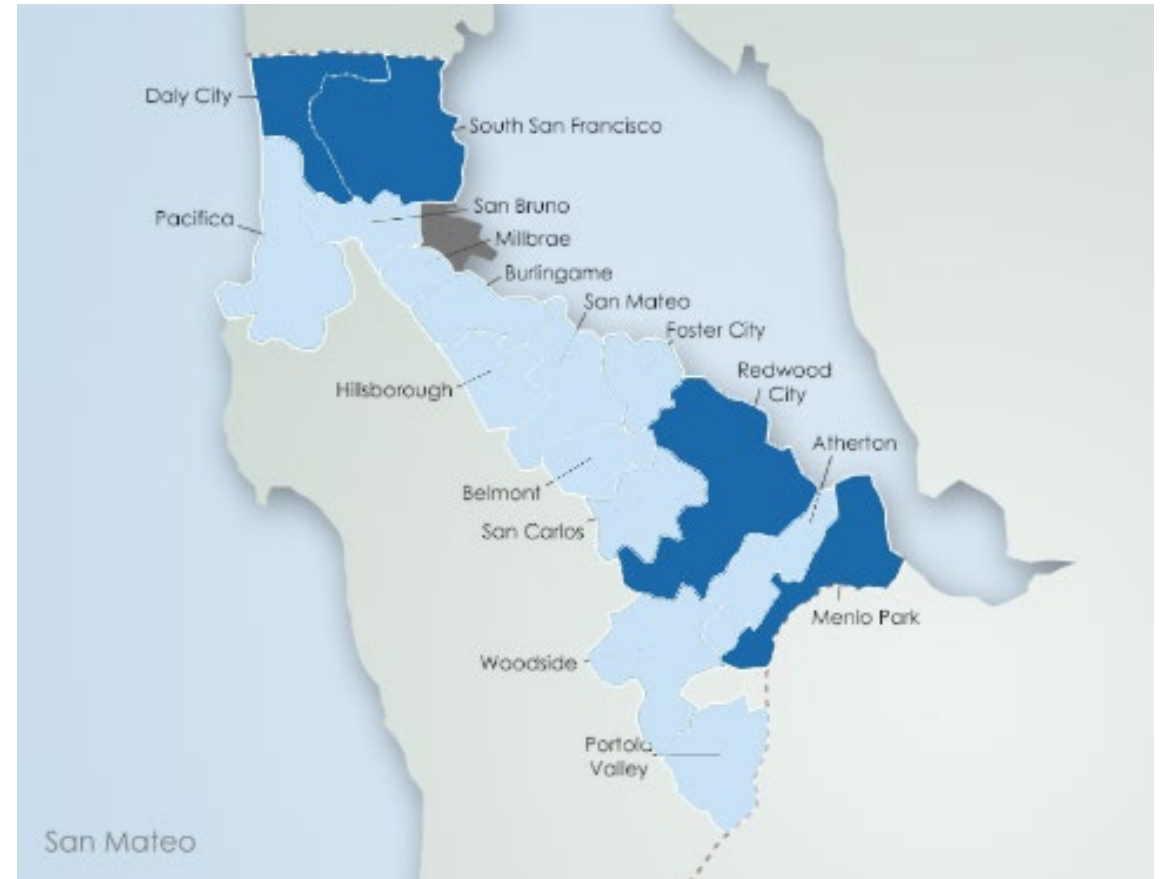 Daly City
South San Francisco
San Bruno
Pacifica
Millbrae
Burlingame
San Mateo
Foster City
Redwood
City
Hillsborough
Atherton
Belmont
San Carlos
Menlo Park
Woodside
Portola
Valley
San Mateo